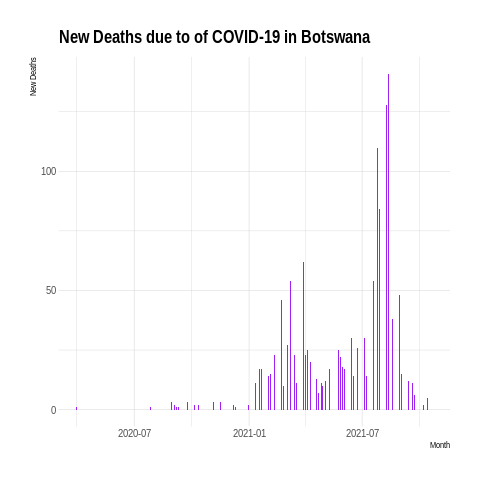 New Deaths due to of COVID-19 in Botswana
New Deaths
100
50
0
2020-07
2021-01
2021-07
Month